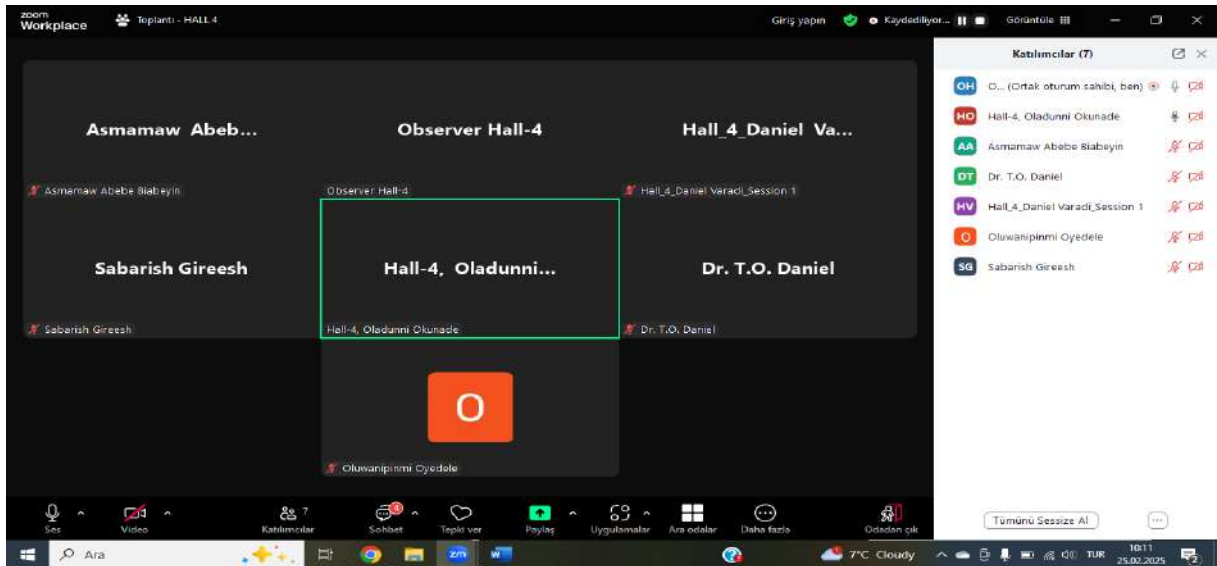 zoom
Workplace
Toplantı - HALL 4
Giriş yapın
Kaydediliyor...
Görüntüle
Asmamaw Abeb...
Asmamaw Abebe Biabeyin
Observer Hall-4
Observer Hall-4
Hall_4_Daniel Va...
Hall_4_Daniel Varadi_Session 1
Sabarish Gireesh
Sabarish Gireesh
Hall-4, Oladunni...
Hall-4, Oladunni Okunade
Dr. T.O. Daniel
Dr. T.O. Daniel
O
Oluwanipinmi Oyedele
Katılımcılar (7)
OH O... (Ortak oturum sahibi, ben)
HO Hall-4, Oladunni Okunade
AA Asmamaw Abebe Biabeyin
DT Dr. T.O. Daniel
HV Hall_4_Daniel Varadi_Session 1
O Oluwanipinmi Oyedele
SG Sabarish Gireesh
Tümünü Sessize Al
Ses
Video
7
Katılımcılar
Sohbet
Tepki ver
Paylaş
Uygulamalar
Ara odalar
Daha fazla
Odadan çık
Ara
zm
W
7°C Cloudy
TUR
10:11
25.02.2025
2